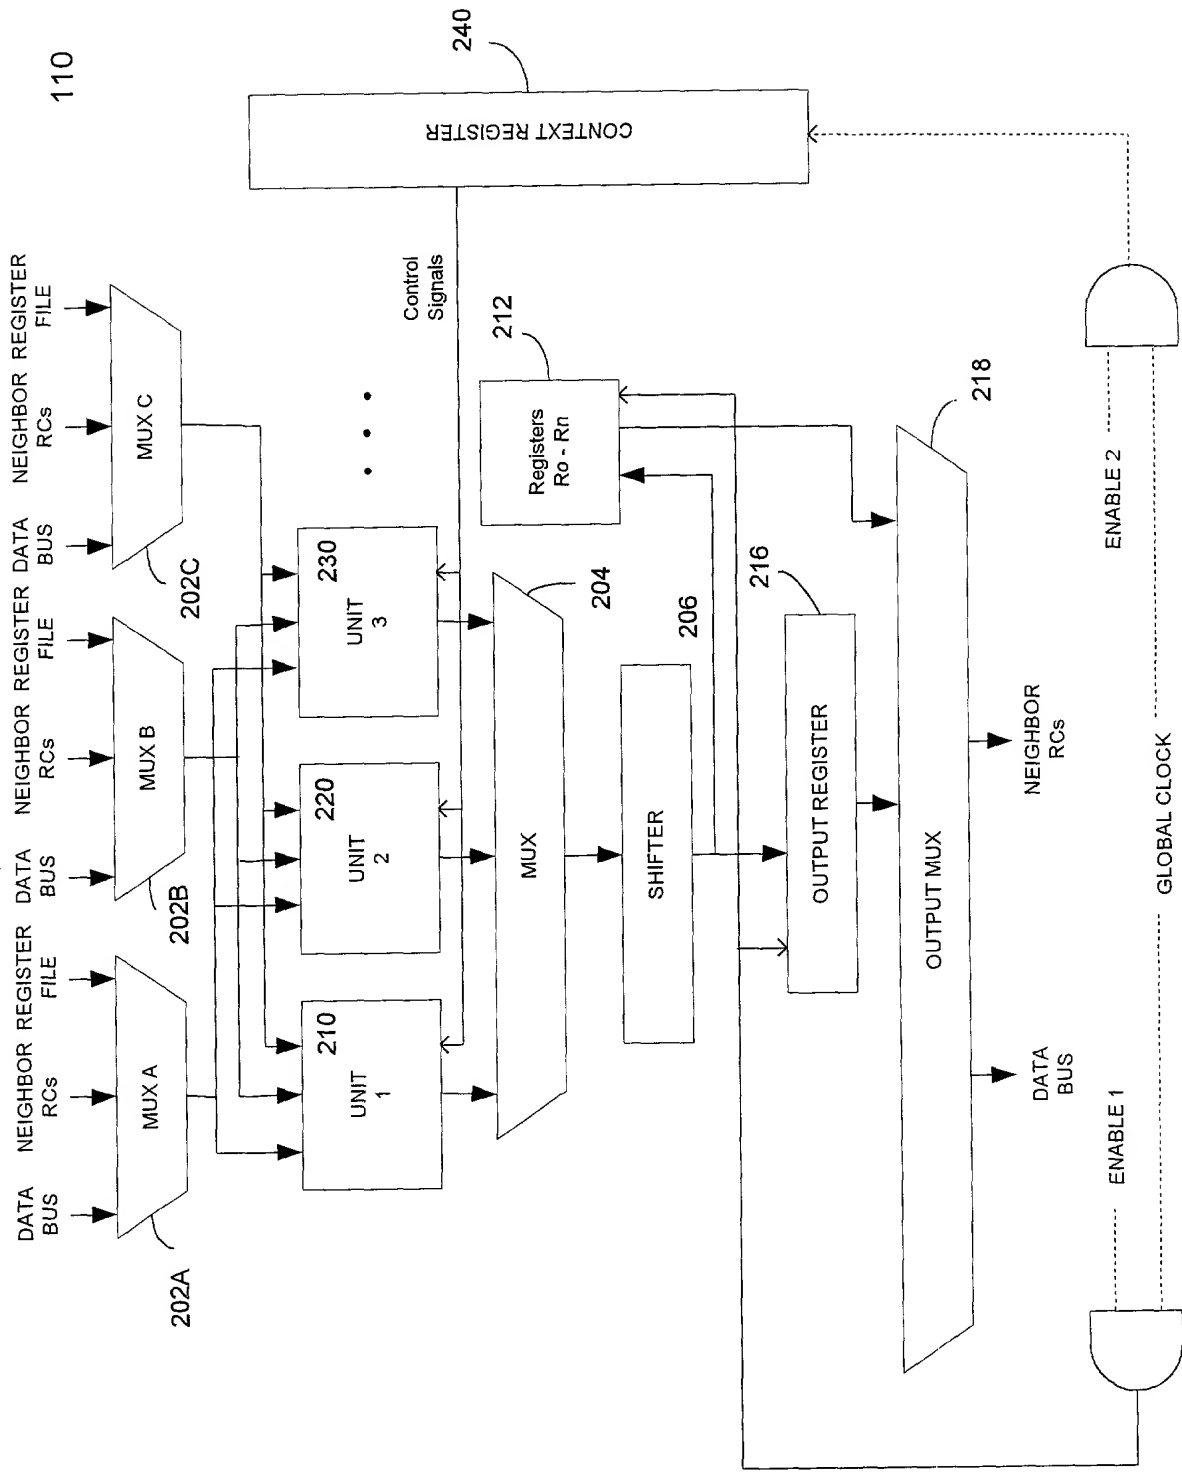 110
DATA
BUS
NEIGHBOR
RCs
REGISTER
FILE
DATA
BUS
NEIGHBOR
RCs
REGISTER
FILE
DATA
BUS
NEIGHBOR
RCs
REGISTER
FILE
MUX A
MUX B
MUX C
202A
202B
202C
240
CONTEXT REGISTER
210
UNIT
1
220
UNIT
2
230
UNIT
3
Control
Signals
MUX
204
212
Registers
Ro - Rn
SHIFTER
206
216
OUTPUT REGISTER
218
OUTPUT MUX
DATA
BUS
NEIGHBOR
RCs
ENABLE 1
ENABLE 2
GLOBAL CLOCK